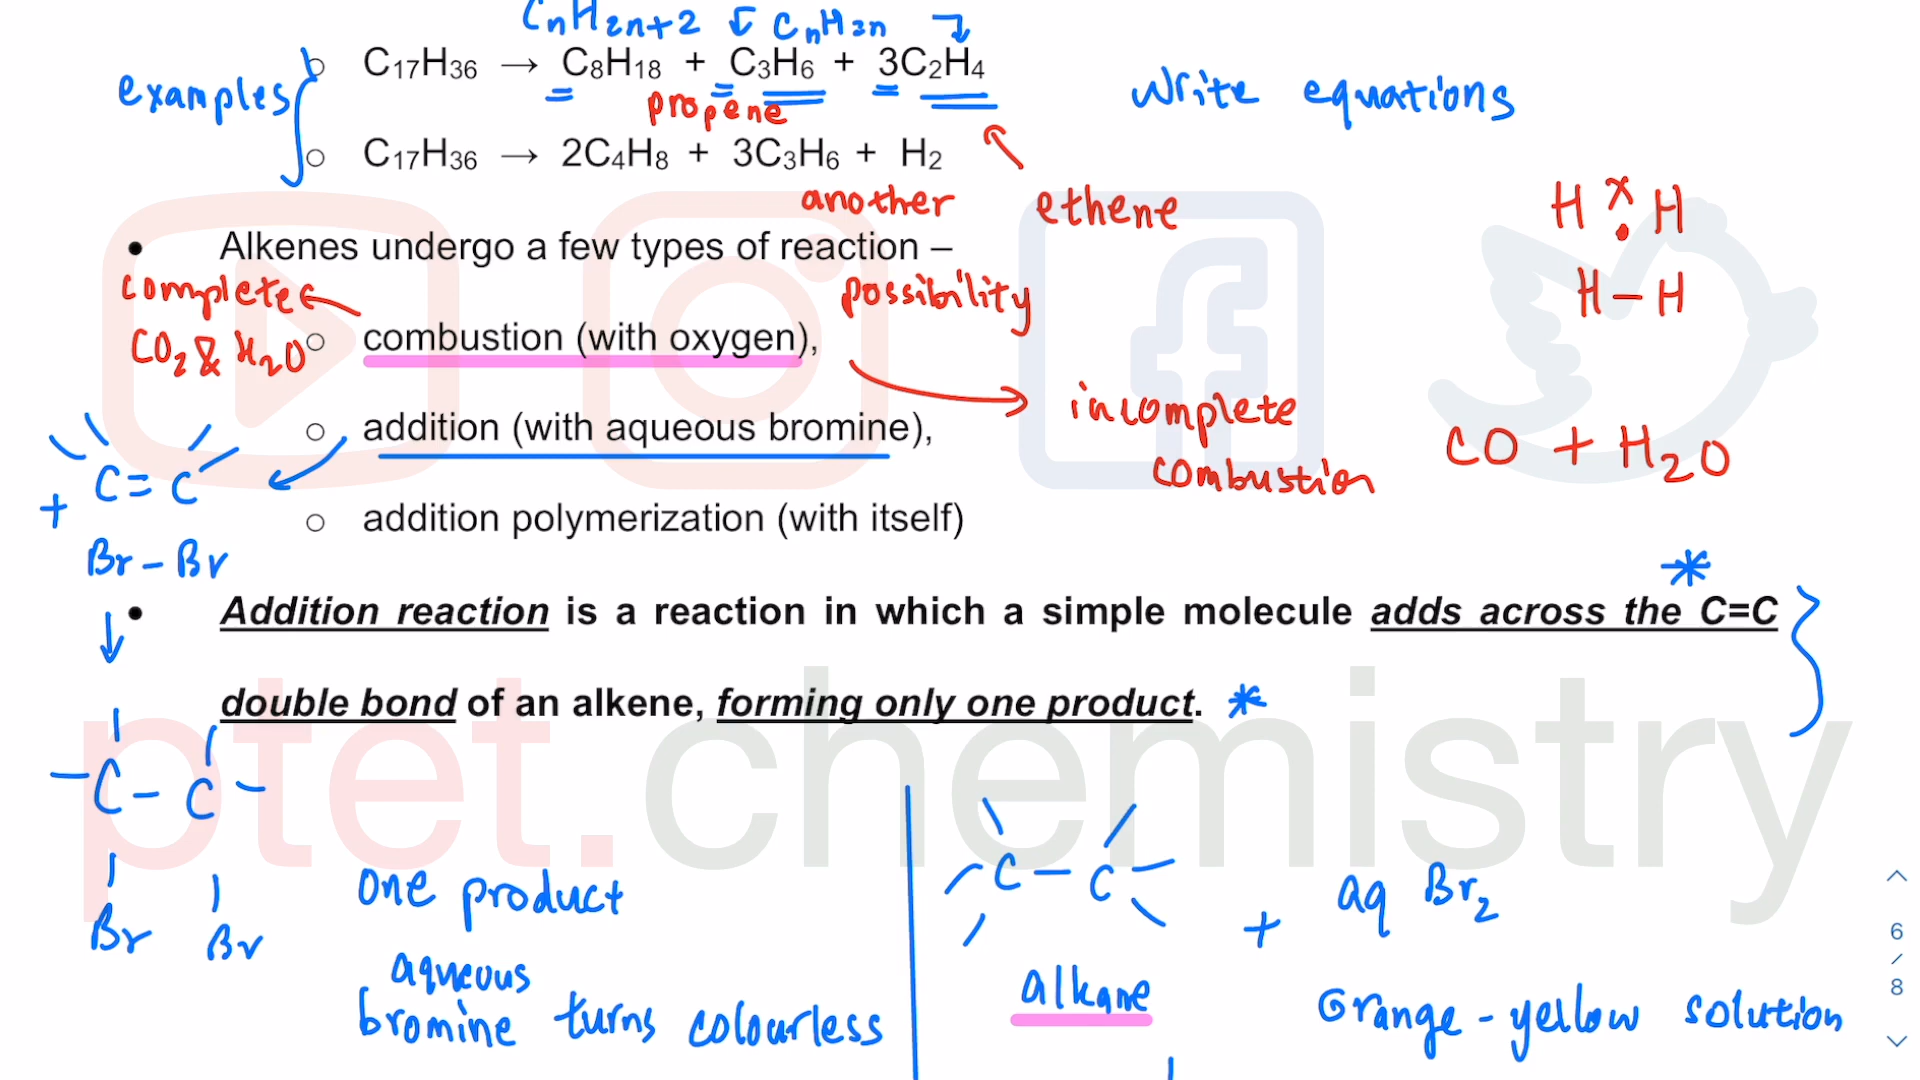 CnH2n+2 CnH2n
C17H36 → C8H18 + C3H6 + 3C2H4
examples
propene
Write equations
C17H36 → 2C4H8 + 3C3H6 + H2
another
possibility
ethene
H × • H
H – H
• Alkenes undergo a few types of reaction –
complete
CO2 & H2O
○ combustion (with oxygen),
incomplete
combustion
CO + H2O
○ addition (with aqueous bromine),
C = C
+
Br – Br
○ addition polymerization (with itself)
• Addition reaction is a reaction in which a simple molecule adds across the C=C
double bond of an alkene, forming only one product.
ptet.chemistry
– C – C –
Br Br
one product
aqueous
bromine turns colourless
C – C + aq Br2
alkane
Orange-yellow solution
6
/
8